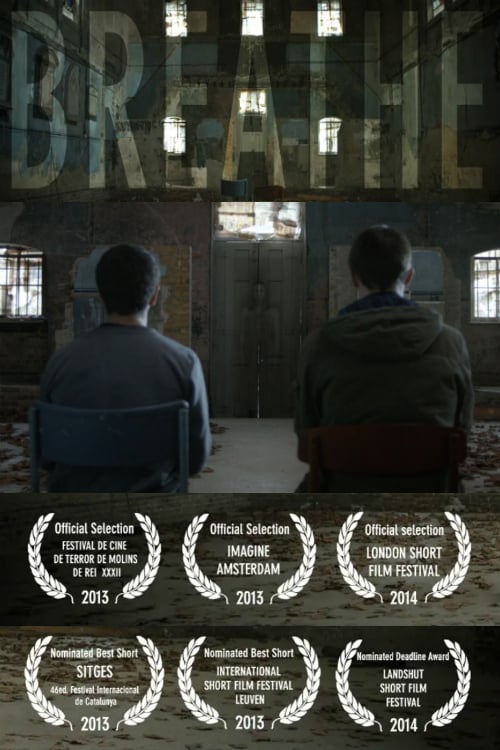 BREATHE
Official Selection
FESTIVAL DE CINE
DE TERROR DE MOLINS
DE REI XXII
2013
Official Selection
IMAGINE
AMSTERDAM
2013
Official selection
LONDON SHORT
FILM FESTIVAL
2014
Nominated Best Short
SITGES
46ed. Festival Internacional
de Catalunya
2013
Nominated Best Short
INTERNATIONAL
SHORT FILM FESTIVAL
LEUVEN
2013
Nominated Deadline Award
LANDSHUT
SHORT FILM
FESTIVAL
2014